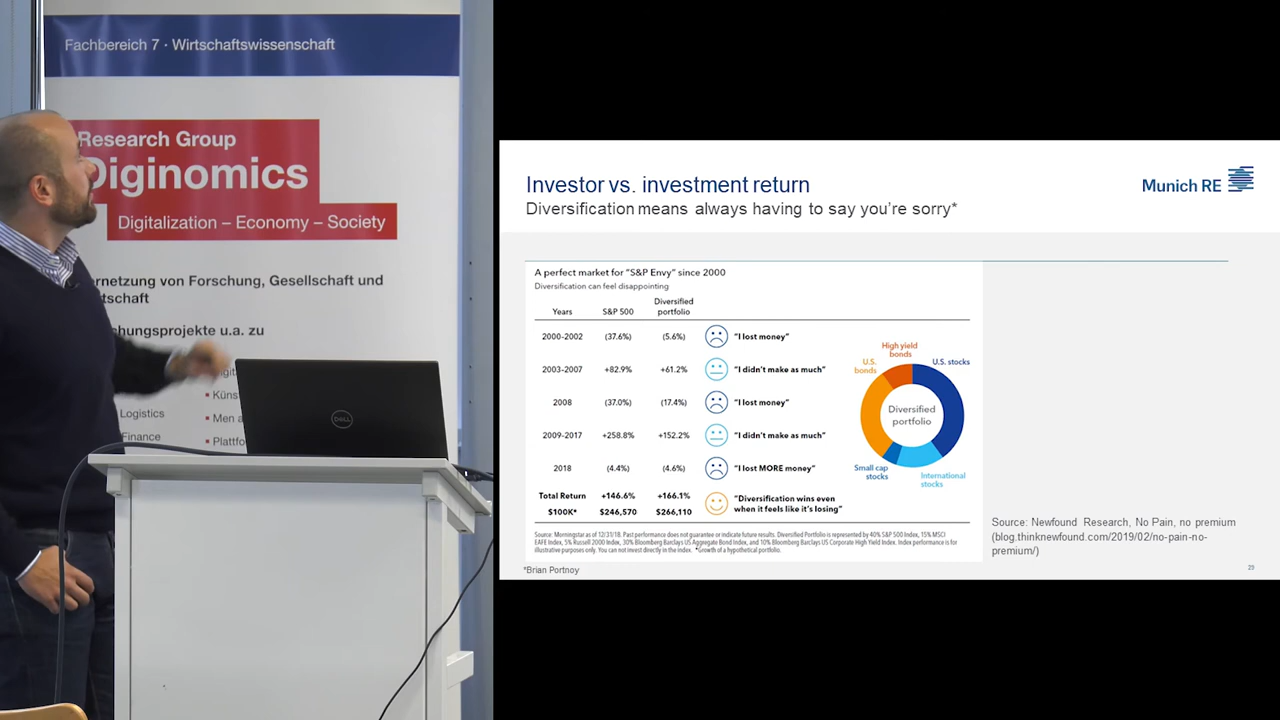 Fachbereich 7 · Wirtschaftswissenschaft
Research Group
Diginomics
Digitalization – Economy – Society
ernetzung von Forschung, Gesellschaft und
tschaft
hungsprojekte u.a. zu
Küns
Logistics
Men a
Finance
Plattfo
DELL
Investor vs. investment return
Diversification means always having to say you're sorry*
Munich RE
A perfect market for "S&P Envy" since 2000
Diversification can feel disappointing
Years S&P 500 Diversified portfolio
2000-2002 (37.6%) (5.6%) "I lost money"
2003-2007 +82.9% +61.2% "I didn't make as much"
2008 (37.0%) (17.4%) "I lost money"
2009-2017 +258.8% +152.2% "I didn't make as much"
2018 (4.4%) (4.6%) "I lost MORE money"
Total Return +146.6% +166.1% "Diversification wins even
$100K* $246,570 $266,110 when it feels like it's losing"
High yield
bonds
U.S.
bonds
U.S. stocks
Diversified
portfolio
Small cap
stocks
International
stocks
Source: Morningstar as of 12/31/18. Past performance does not guarantee or indicate future results. Diversified Portfolio is represented by 40% S&P 500 Index, 15% MSCI
EAFE Index, 5% Russell 2000 Index, 30% Bloomberg Barclays US Aggregate Bond Index, and 10% Bloomberg Barclays US Corporate High Yield Index. Index performance is for
illustrative purposes only. You can not invest directly in the index. *Growth of a hypothetical portfolio.
Source: Newfound Research, No Pain, no premium
(blog.thinknewfound.com/2019/02/no-pain-no-
premium/)
*Brian Portnoy
29